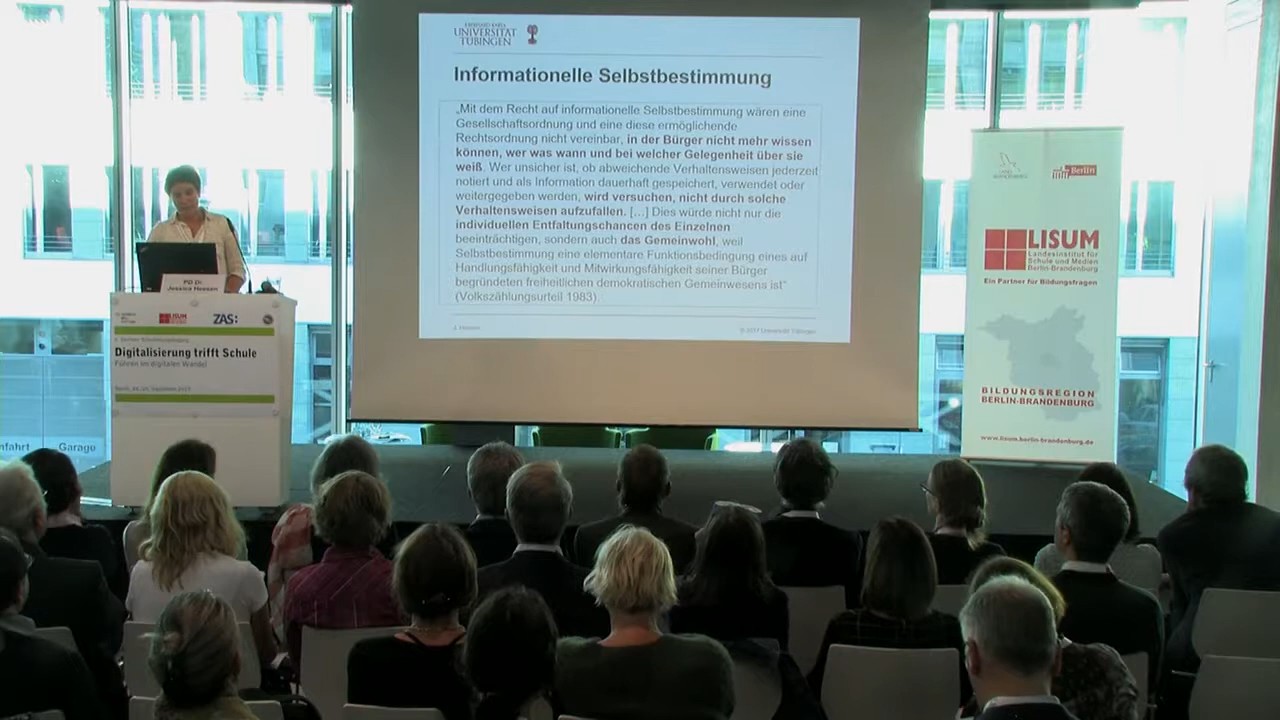 EBERHARD KARLS
UNIVERSITÄT
TÜBINGEN
Informationelle Selbstbestimmung
„Mit dem Recht auf informationelle Selbstbestimmung wären eine
Gesellschaftsordnung und eine diese ermöglichende
Rechtsordnung nicht vereinbar, in der Bürger nicht mehr wissen
können, wer was wann und bei welcher Gelegenheit über sie
weiß. Wer unsicher ist, ob abweichende Verhaltensweisen jederzeit
notiert und als Information dauerhaft gespeichert, verwendet oder
weitergegeben werden, wird versuchen, nicht durch solche
Verhaltensweisen aufzufallen. […] Dies würde nicht nur die
individuellen Entfaltungschancen des Einzelnen
beeinträchtigen, sondern auch das Gemeinwohl, weil
Selbstbestimmung eine elementare Funktionsbedingung eines auf
Handlungsfähigkeit und Mitwirkungsfähigkeit seiner Bürger
begründeten freiheitlichen demokratischen Gemeinwesens ist“
(Volkszählungsurteil 1983).
© 2017 Universität Tübingen
PD Dr.
Jessica Heesen
LISUM
ZAS:
Digitalisierung trifft Schule
Führen im digitalen Wandel
nfahrt
Garage
Berlin
LISUM
Landesinstitut für
Schule und Medien
Berlin-Brandenburg
Ein Partner für Bildungsfragen
BILDUNGSREGION
BERLIN-BRANDENBURG
www.lisum.berlin-brandenburg.de